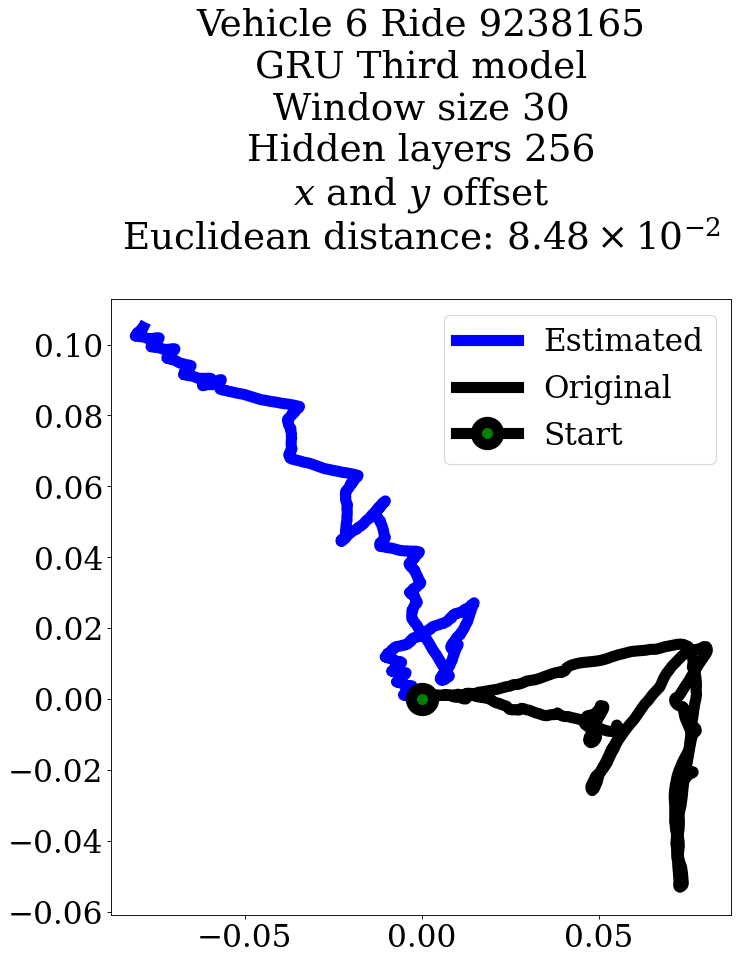 Vehicle 6 Ride 9238165
GRU Third model
Window size 30
Hidden layers 256
x and y offset
Euclidean distance: 8.48 × 10⁻²
Estimated
Original
Start
0.10
0.08
0.06
0.04
0.02
0.00
−0.02
−0.04
−0.06
−0.05 0.00 0.05